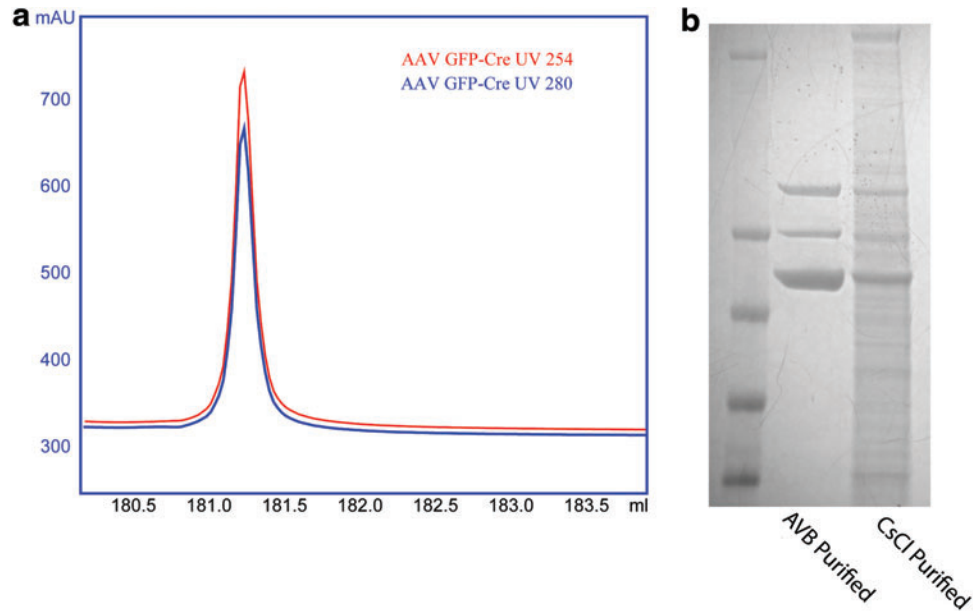 a
mAU
AAV GFP-Cre UV 254
AAV GFP-Cre UV 280
700
600
500
400
300
180.5 181.0 181.5 182.0 182.5 183.0 183.5 ml
b
AVB Purified
CsCl Purified